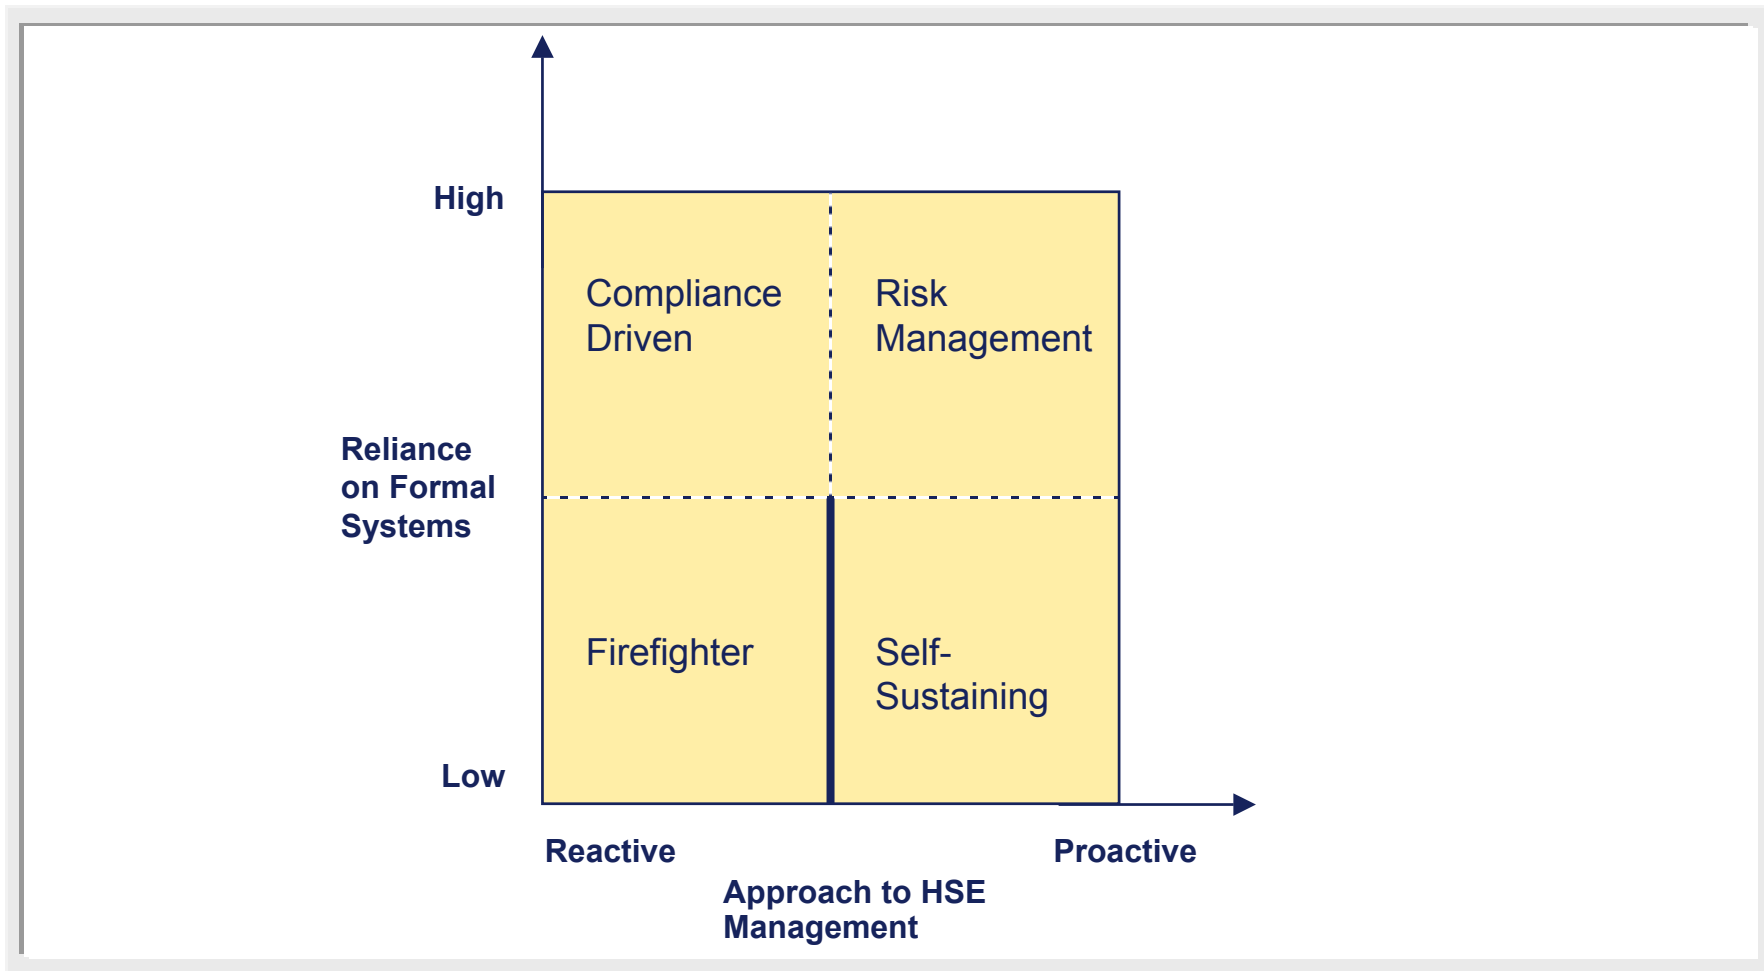 High
Compliance
Driven
Risk
Management
Reliance
on Formal
Systems
Firefighter
Self-
Sustaining
Low
Reactive
Proactive
Approach to HSE
Management